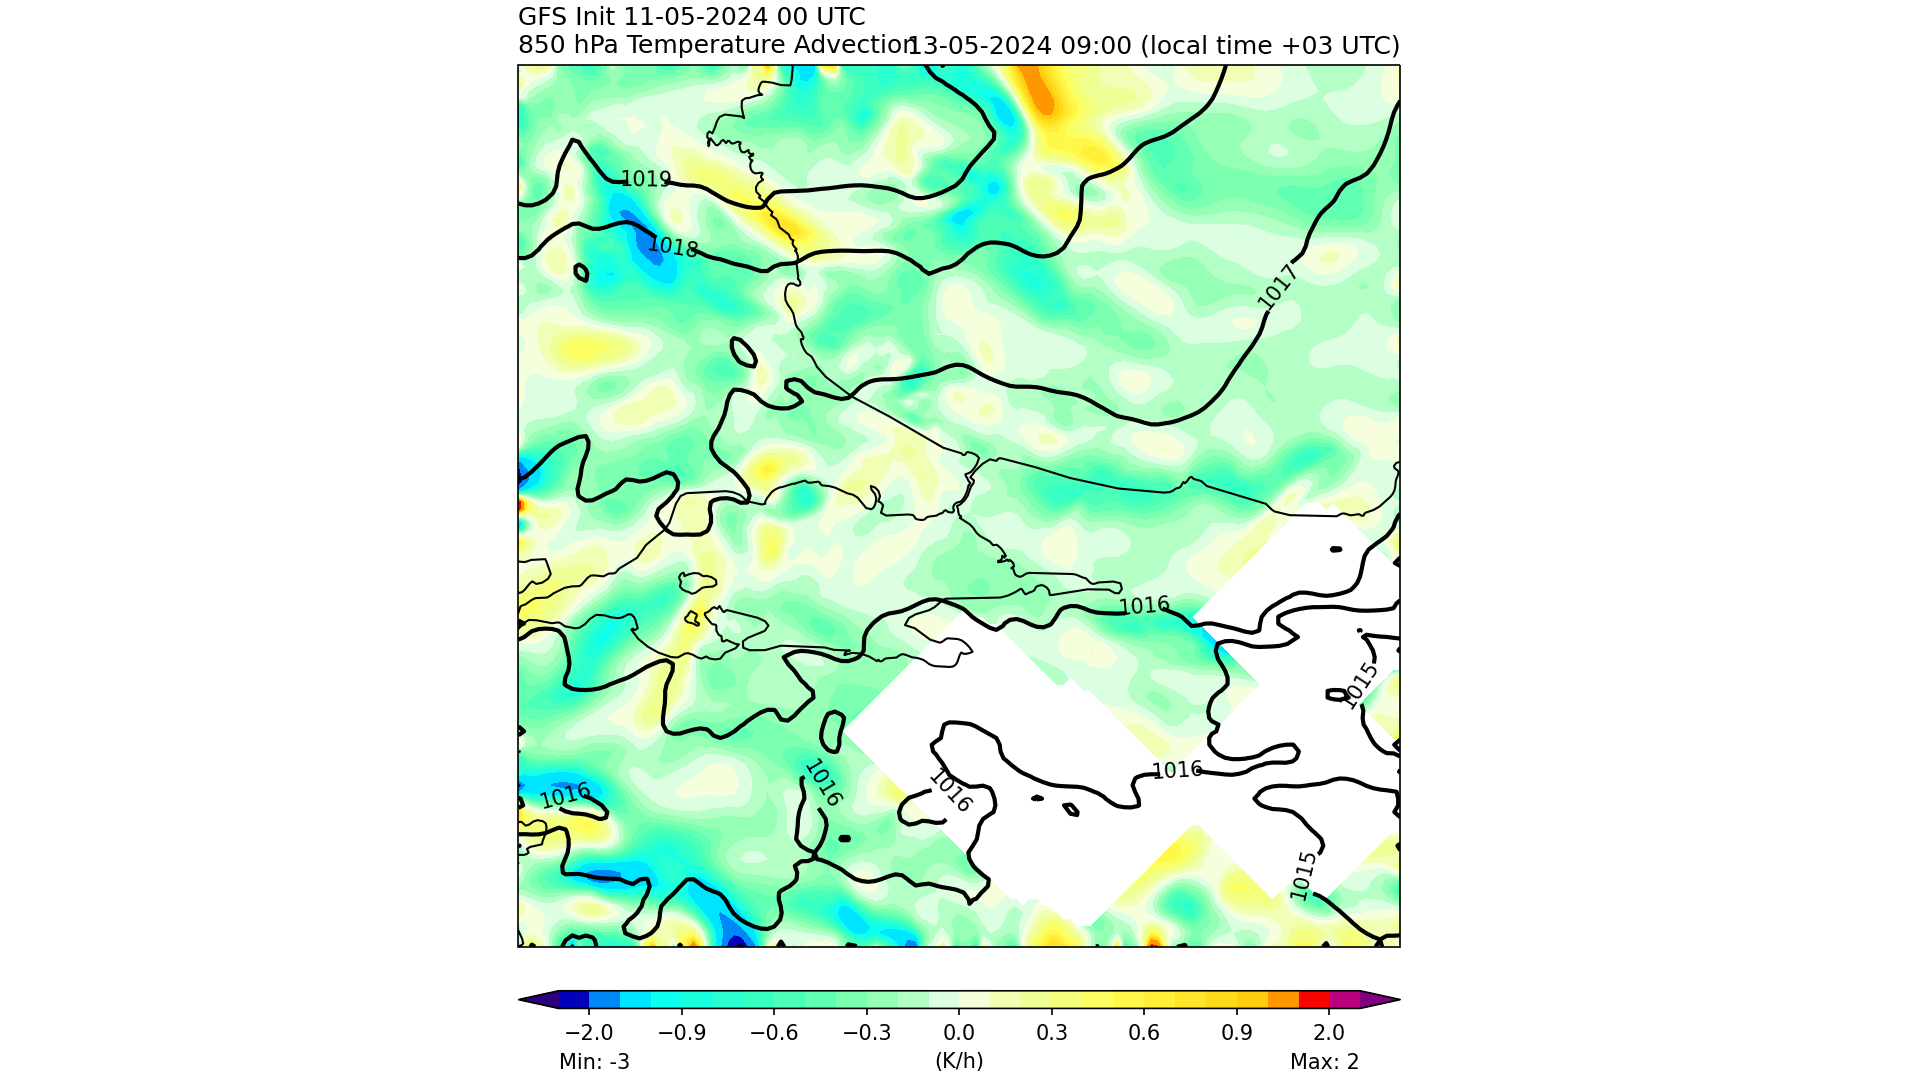 GFS Init 11-05-2024 00 UTC
850 hPa Temperature Advection
13-05-2024 09:00 (local time +03 UTC)
1019
1018
1017
1016
1015
1016
1016
1016
1016
1015
−2.0 −0.9 −0.6 −0.3 0.0 0.3 0.6 0.9 2.0
Min: -3 (K/h) Max: 2